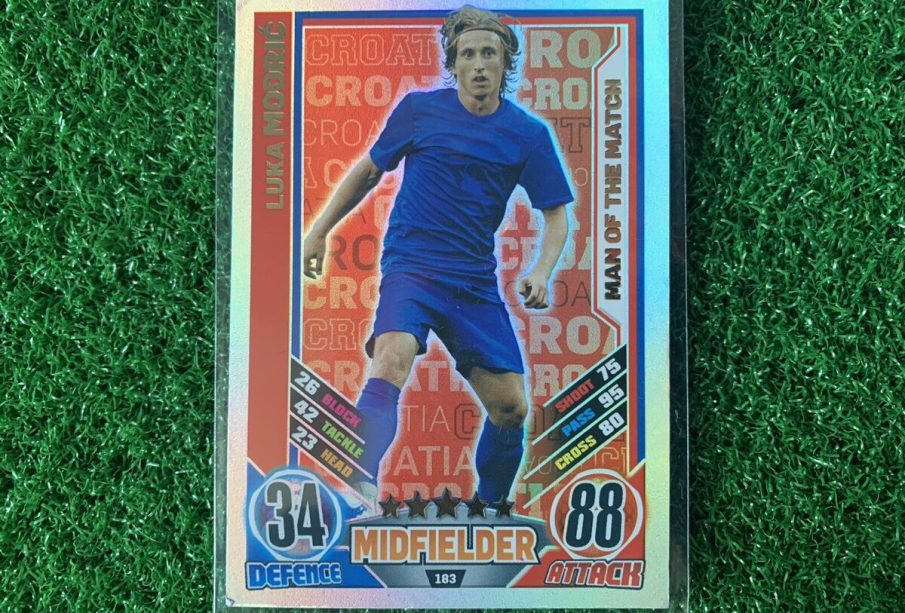 LUKA MODRIĆ
MAN OF THE MATCH
CROATIA
26 BLOCK
42 TACKLE
23 HEAD
SHOOT 75
PASS 95
CROSS 80
34
DEFENCE
88
ATTACK
MIDFIELDER
183